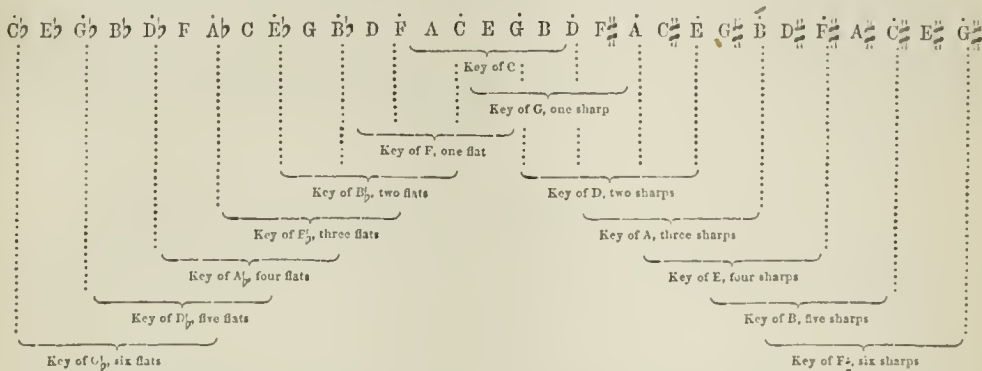 Ċ♭ E♭ Ġ♭ B♭ Ḋ♭ F Ȧ♭ C Ė♭ G Ḃ♭ D Ḟ A Ċ E Ġ B Ḋ F♯ Ȧ C♯ Ė G♯ Ḃ D♯ Ḟ♯ A♯ Ċ♯ E♯ Ġ♯
Key of C
Key of G, one sharp
Key of F, one flat
Key of B♭, two flats
Key of D, two sharps
Key of E♭, three flats
Key of A, three sharps
Key of A♭, four flats
Key of E, four sharps
Key of D♭, five flats
Key of B, five sharps
Key of G♭, six flats
Key of F♯, six sharps